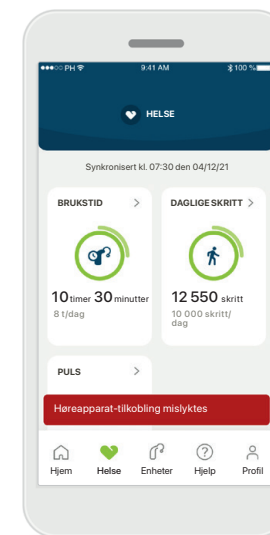 PH 9:41 AM 100 %
HELSE
Synkronisert kl. 07:30 den 04/12/21
BRUKSTID
DAGLIGE SKRITT
10 timer 30 minutter
8 t/dag
12 550 skritt
10 000 skritt/
dag
PULS
Høreapparat-tilkobling mislyktes
Hjem Helse Enheter Hjelp Profil